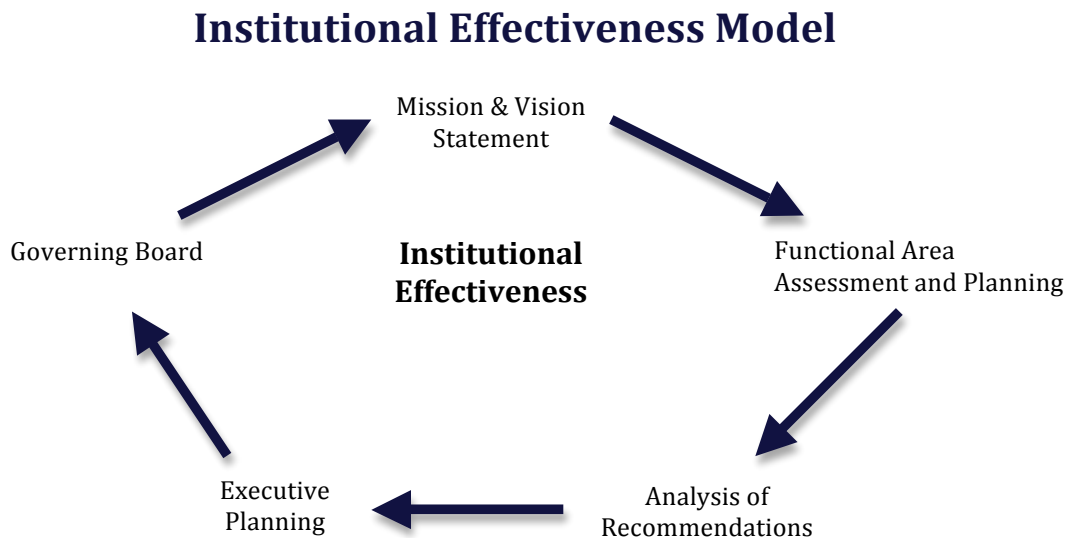 Institutional Effectiveness Model
Mission & Vision
Statement
Governing Board
Institutional
Effectiveness
Functional Area
Assessment and Planning
Executive
Planning
Analysis of
Recommendations